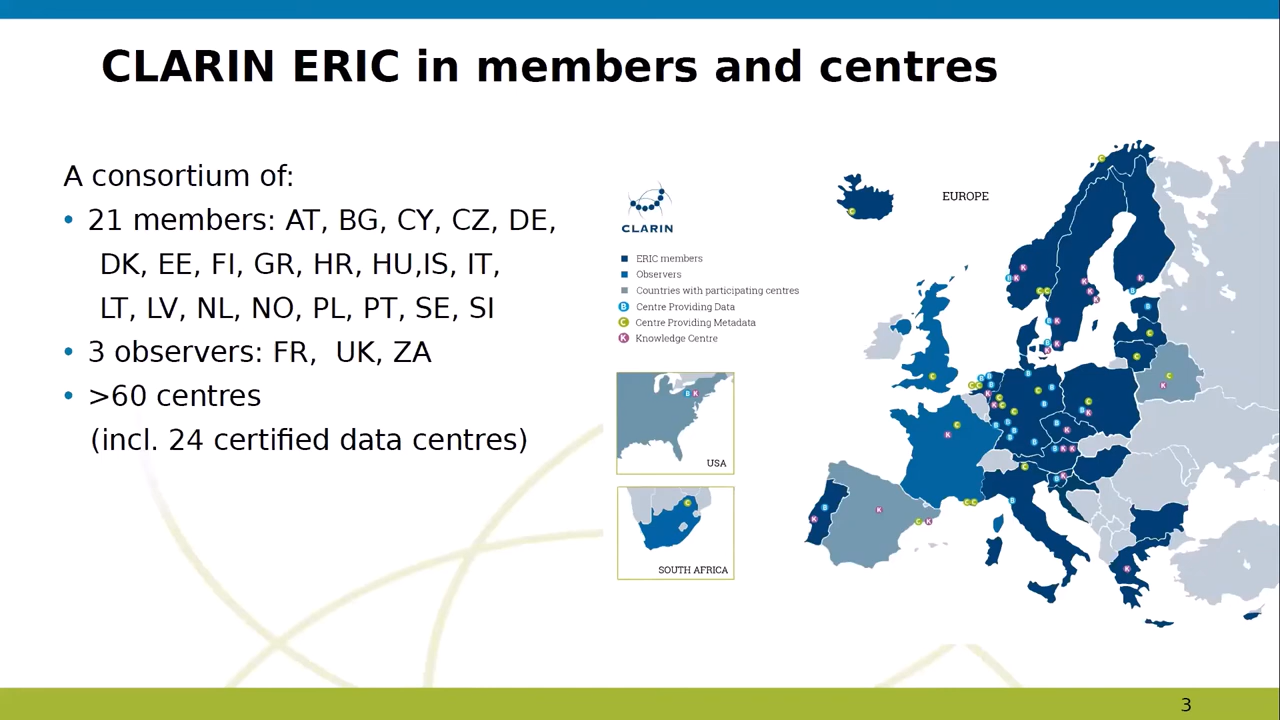 CLARIN ERIC in members and centres
A consortium of:
• 21 members: AT, BG, CY, CZ, DE,
DK, EE, FI, GR, HR, HU,IS, IT,
LT, LV, NL, NO, PL, PT, SE, SI
• 3 observers: FR, UK, ZA
• >60 centres
(incl. 24 certified data centres)
CLARIN
ERIC members
Observers
Countries with participating centres
B Centre Providing Data
C Centre Providing Metadata
K Knowledge Centre
EUROPE
USA
SOUTH AFRICA
3